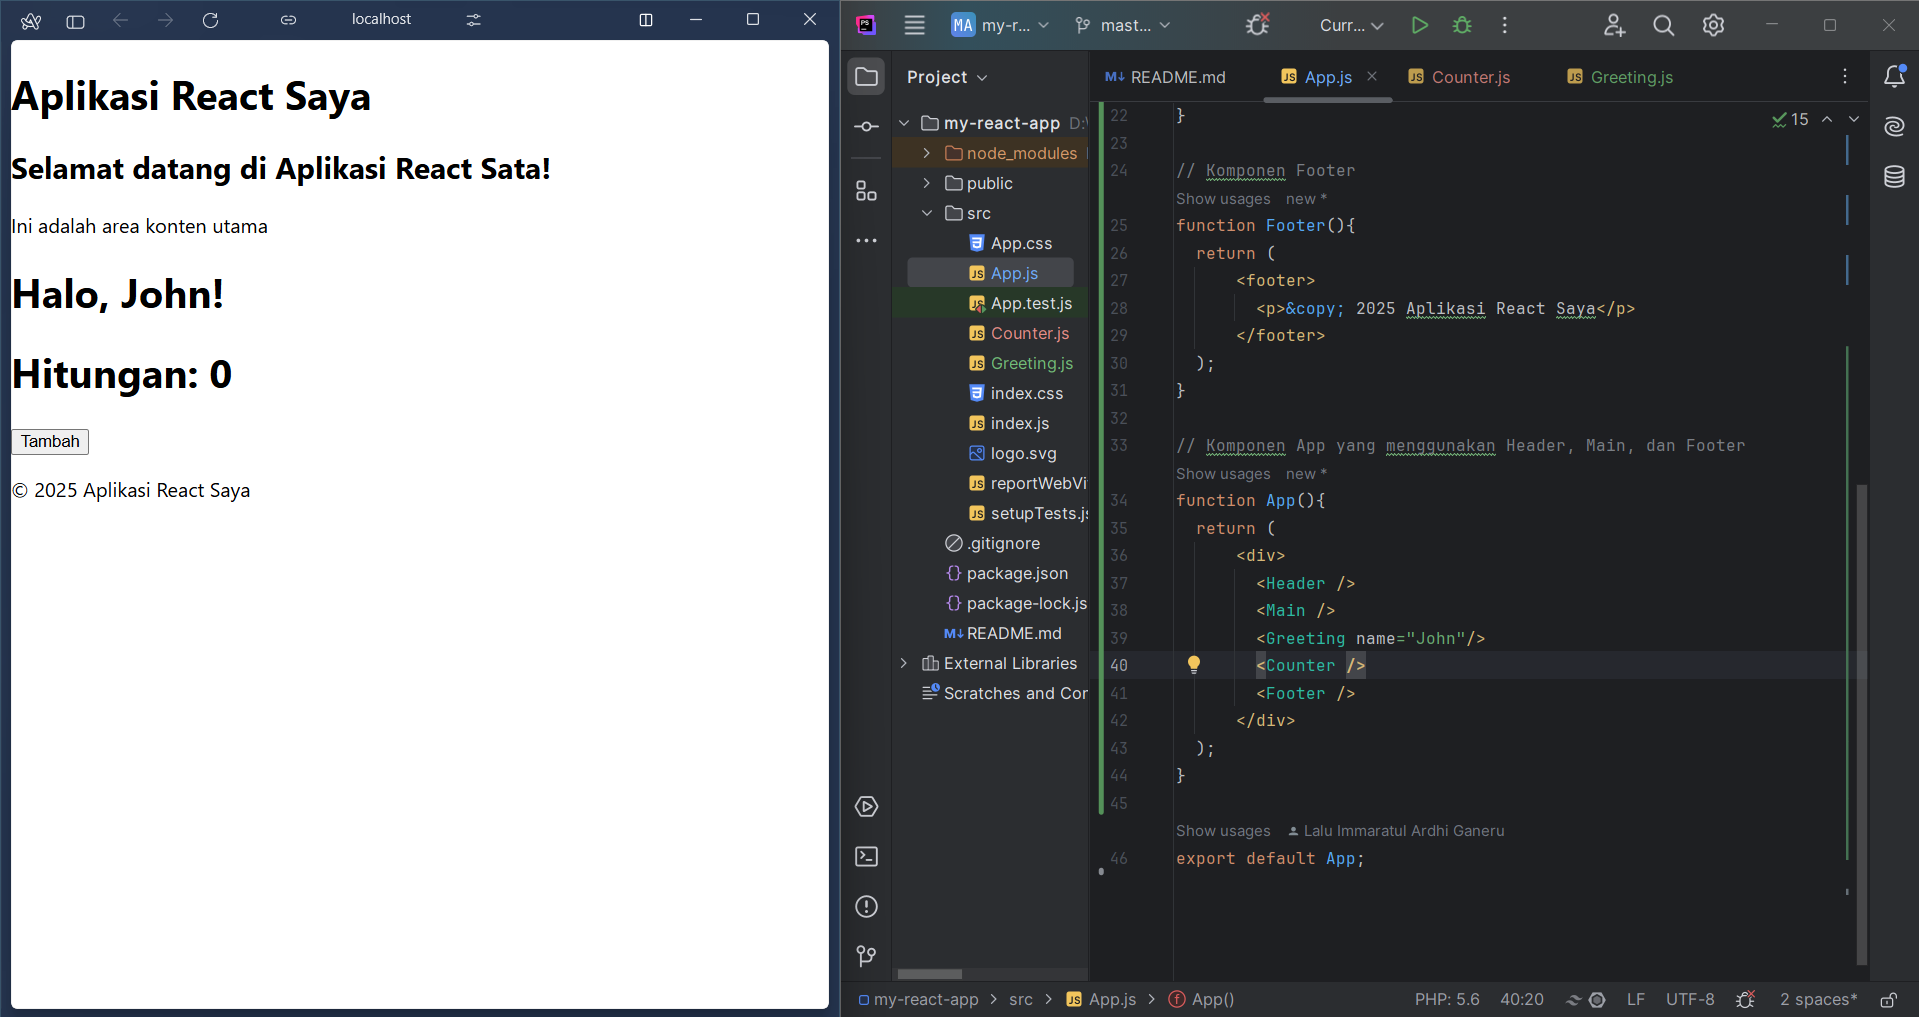 localhost
Aplikasi React Saya
Selamat datang di Aplikasi React Sata!
Ini adalah area konten utama
Halo, John!
Hitungan: 0
Tambah
© 2025 Aplikasi React Saya
PS MA my-r... mast... Curr...
Project
my-react-app D:\
node_modules
public
src
App.css
App.js
App.test.js
Counter.js
Greeting.js
index.css
index.js
logo.svg
reportWebVi
setupTests.js
.gitignore
package.json
package-lock.js
README.md
External Libraries
Scratches and Con
README.md App.js Counter.js Greeting.js
15
22 }
23
24 // Komponen Footer
Show usages new *
25 function Footer(){
26 return (
27 <footer>
28 <p>&copy; 2025 Aplikasi React Saya</p>
29 </footer>
30 );
31 }
32
33 // Komponen App yang menggunakan Header, Main, dan Footer
Show usages new *
34 function App(){
35 return (
36 <div>
37 <Header />
38 <Main />
39 <Greeting name="John"/>
40 <Counter />
41 <Footer />
42 </div>
43 );
44 }
45
Show usages Lalu Immaratul Ardhi Ganeru
46 export default App;
my-react-app > src > App.js > App() PHP: 5.6 40:20 LF UTF-8 2 spaces*